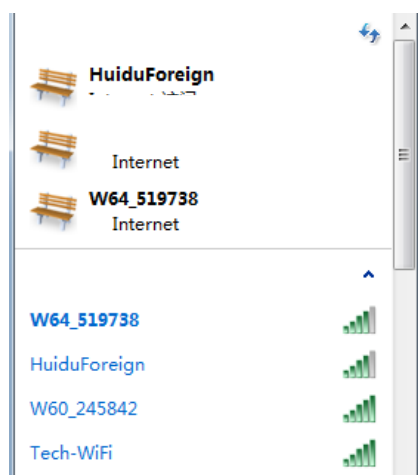 HuiduForeign
Internet
W64_519738
Internet
W64_519738
HuiduForeign
W60_245842
Tech-WiFi